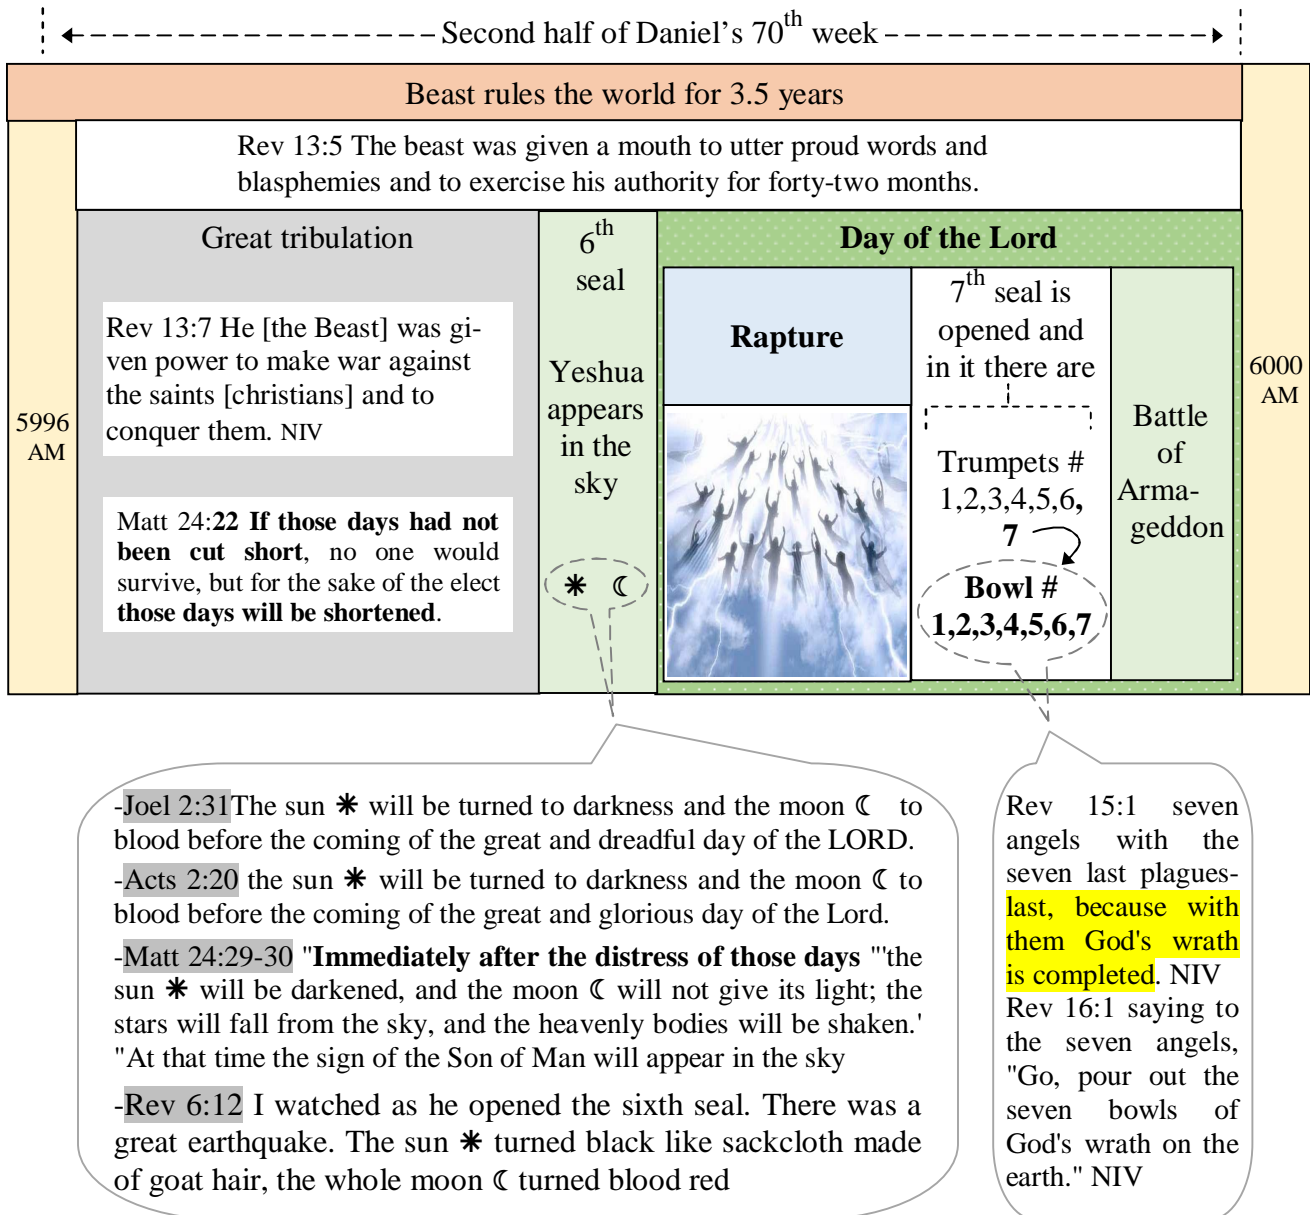 Second half of Daniel's 70th week
Beast rules the world for 3.5 years
Rev 13:5 The beast was given a mouth to utter proud words and
blasphemies and to exercise his authority for forty-two months.
5996
AM
Great tribulation
Rev 13:7 He [the Beast] was gi-
ven power to make war against
the saints [christians] and to
conquer them. NIV
Matt 24:22 If those days had not
been cut short, no one would
survive, but for the sake of the elect
those days will be shortened.
6th
seal
Yeshua
appears
in the
sky
Day of the Lord
Rapture
7th seal is
opened and
in it there are
Trumpets #
1,2,3,4,5,6,
7
Bowl #
1,2,3,4,5,6,7
Battle
of
Arma-
geddon
6000
AM
-Joel 2:31The sun ☀ will be turned to darkness and the moon ☾ to
blood before the coming of the great and dreadful day of the LORD.
-Acts 2:20 the sun ☀ will be turned to darkness and the moon ☾ to
blood before the coming of the great and glorious day of the Lord.
-Matt 24:29-30 "Immediately after the distress of those days "'the
sun ☀ will be darkened, and the moon ☾ will not give its light; the
stars will fall from the sky, and the heavenly bodies will be shaken.'
"At that time the sign of the Son of Man will appear in the sky
-Rev 6:12 I watched as he opened the sixth seal. There was a
great earthquake. The sun ☀ turned black like sackcloth made
of goat hair, the whole moon ☾ turned blood red
Rev 15:1 seven
angels with the
seven last plagues-
last, because with
them God's wrath
is completed. NIV
Rev 16:1 saying to
the seven angels,
"Go, pour out the
seven bowls of
God's wrath on the
earth." NIV